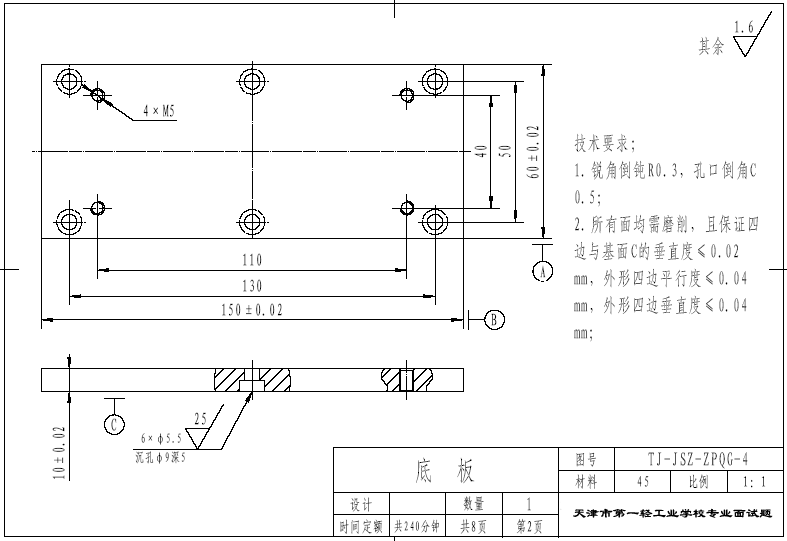 其余 1.6
4×M5
40
50
60±0.02
技术要求;
1.锐角倒钝R0.3, 孔口倒角C
0.5;
2.所有面均需磨削, 且保证四
边与基面C的垂直度≤0.02
mm, 外形四边平行度≤0.04
mm, 外形四边垂直度≤0.04
mm;
A
110
130
150±0.02
B
C
10±0.02
25
6×φ5.5
沉孔φ9深5
底 板
图号 TJ-JSZ-ZPQG-4
材料 45 比例 1:1
设计 数量 1
时间定额 共240分钟 共8页 第2页
天津市第一轻工业学校专业面试题